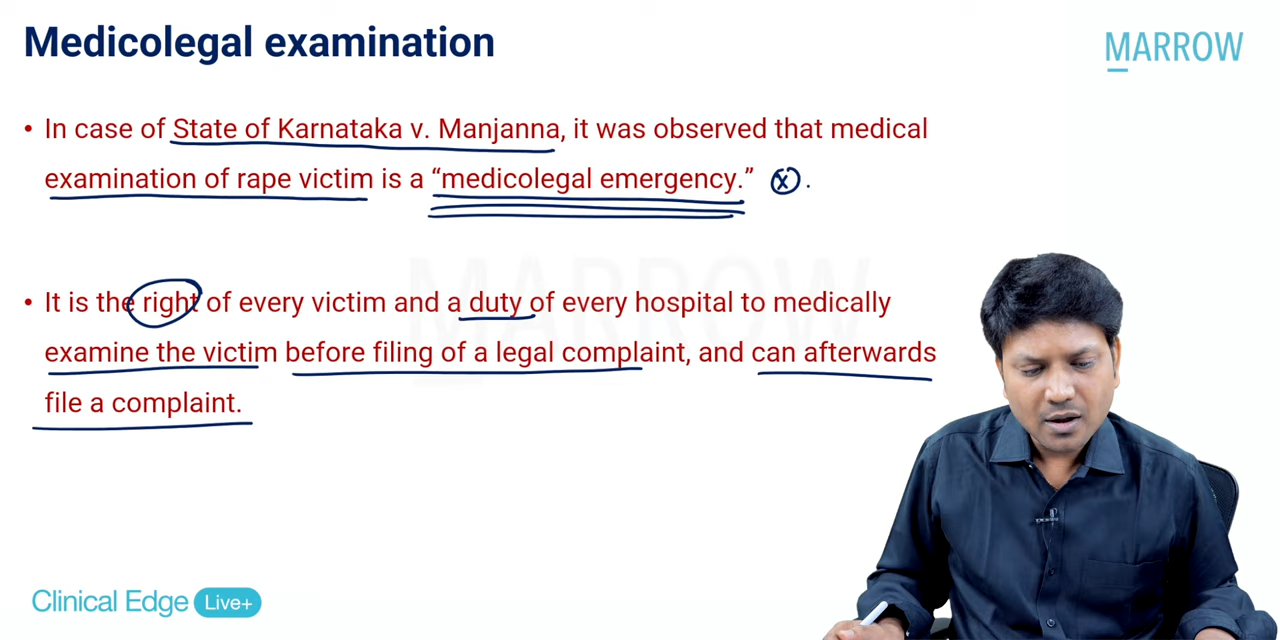 Medicolegal examination
MARROW
• In case of State of Karnataka v. Manjanna, it was observed that medical
examination of rape victim is a “medicolegal emergency.” ⓧ.
MARROW
• It is the right of every victim and a duty of every hospital to medically
examine the victim before filing of a legal complaint, and can afterwards
file a complaint.
Clinical Edge Live+